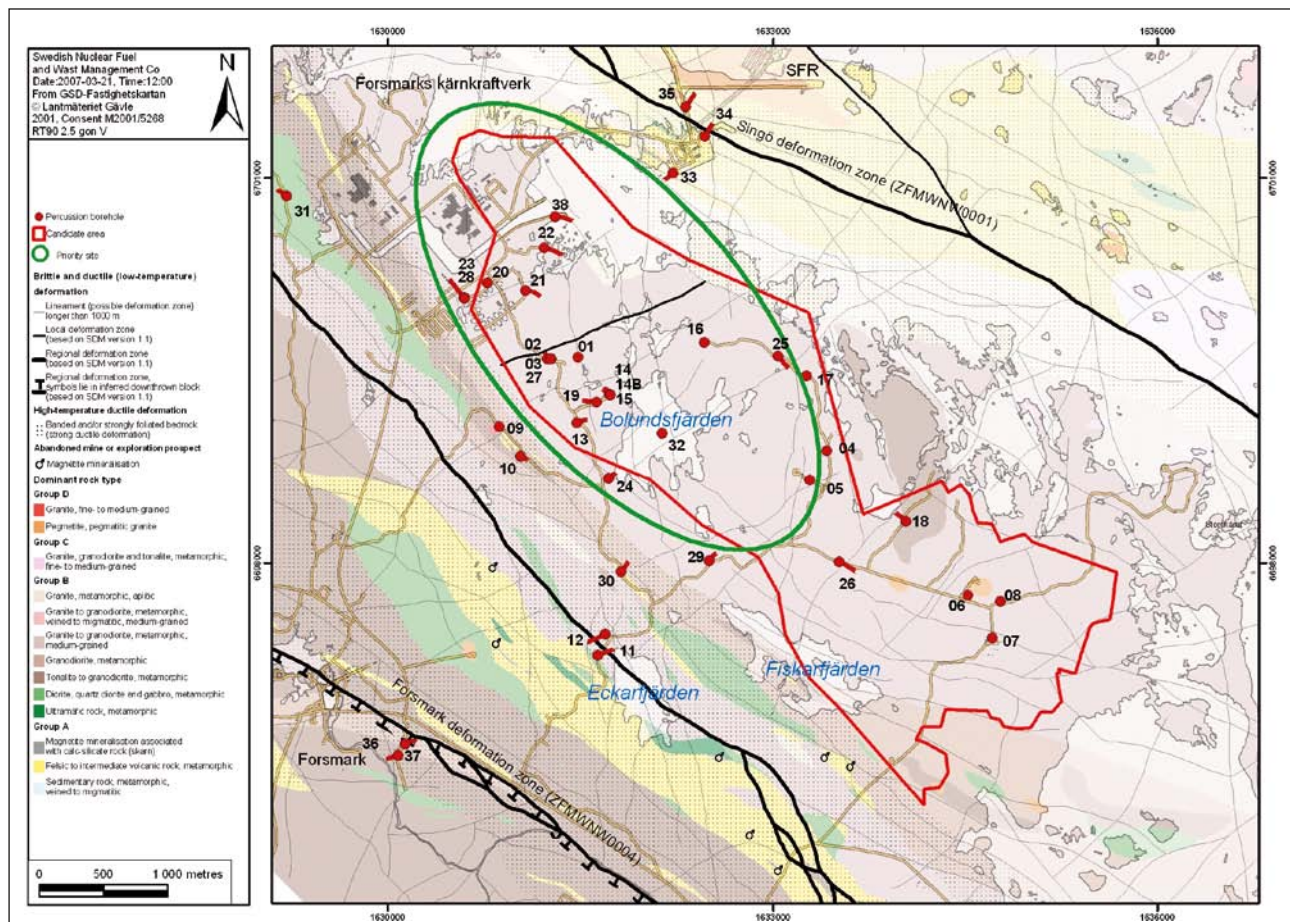 Swedish Nuclear Fuel
and Wast Management Co
Date:2007-03-21, Time:12:00
From GSD-Fastighetskartan
© Lantmäteriet Gävle
2001, Consent M2001/5268
RT90 2.5 gon V
N
Percussion borehole
Candidate area
Priority site
Brittle and ductile (low-temperature)
deformation
Lineament (possible deformation zone)
longer than 1000 m
Local deformation zone
(based on SDM version 1.1)
Regional deformation zone
(based on SDM version 1.1)
Regional deformation zone,
symbols lie in inferred downthrown block
(based on SDM version 1.1)
High-temperature ductile deformation
Banded and/or strongly foliated bedrock
(strong ductile deformation)
Abandoned mine or exploration prospect
Magnetite mineralisation
Dominant rock type
Group D
Granite, fine- to medium-grained
Pegmatite, pegmatitic granite
Group C
Granite, granodiorite and tonalite, metamorphic,
fine- to medium-grained
Group B
Granite, metamorphic, aplitic
Granite to granodiorite, metamorphic,
veined to migmatitic, medium-grained
Granite to granodiorite, metamorphic,
medium-grained
Granodiorite, metamorphic
Tonalite to granodiorite, metamorphic
Diorite, quartz diorite and gabbro, metamorphic
Ultramafic rock, metamorphic
Group A
Magnetite mineralisation associated
with calc-silicate rock (skarn)
Felsic to intermediate volcanic rock, metamorphic
Sedimentary rock, metamorphic,
veined to migmatitic
0 500 1 000 metres
1630000 1633000 1636000
Forsmarks kärnkraftverk
SFR
35
34
Singö deformation zone (ZFMWNW0001)
6701000 6701000
33
31
38
22
23
28
20
21
16
02
03
27
01
25
14
14B
15
19
17
Bolundsfjärden
13
32
09
10
04
24
05
18
29
30
26
06
08
07
6698000 6698000
12
11
Eckarfjärden
Fiskarfjärden
Forsmark deformation zone (ZFMWNW0004)
36
37
Forsmark
1630000 1633000 1636000